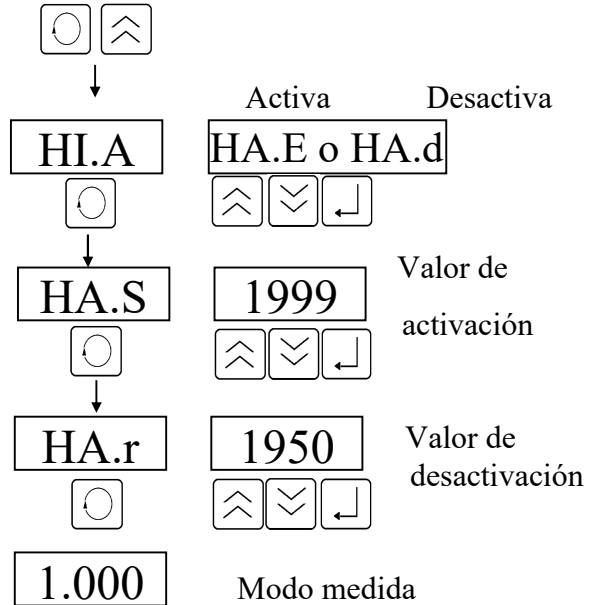 Activa Desactiva
HI.A HA.E o HA.d
HA.S 1999 Valor de
activación
HA.r 1950 Valor de
desactivación
1.000 Modo medida